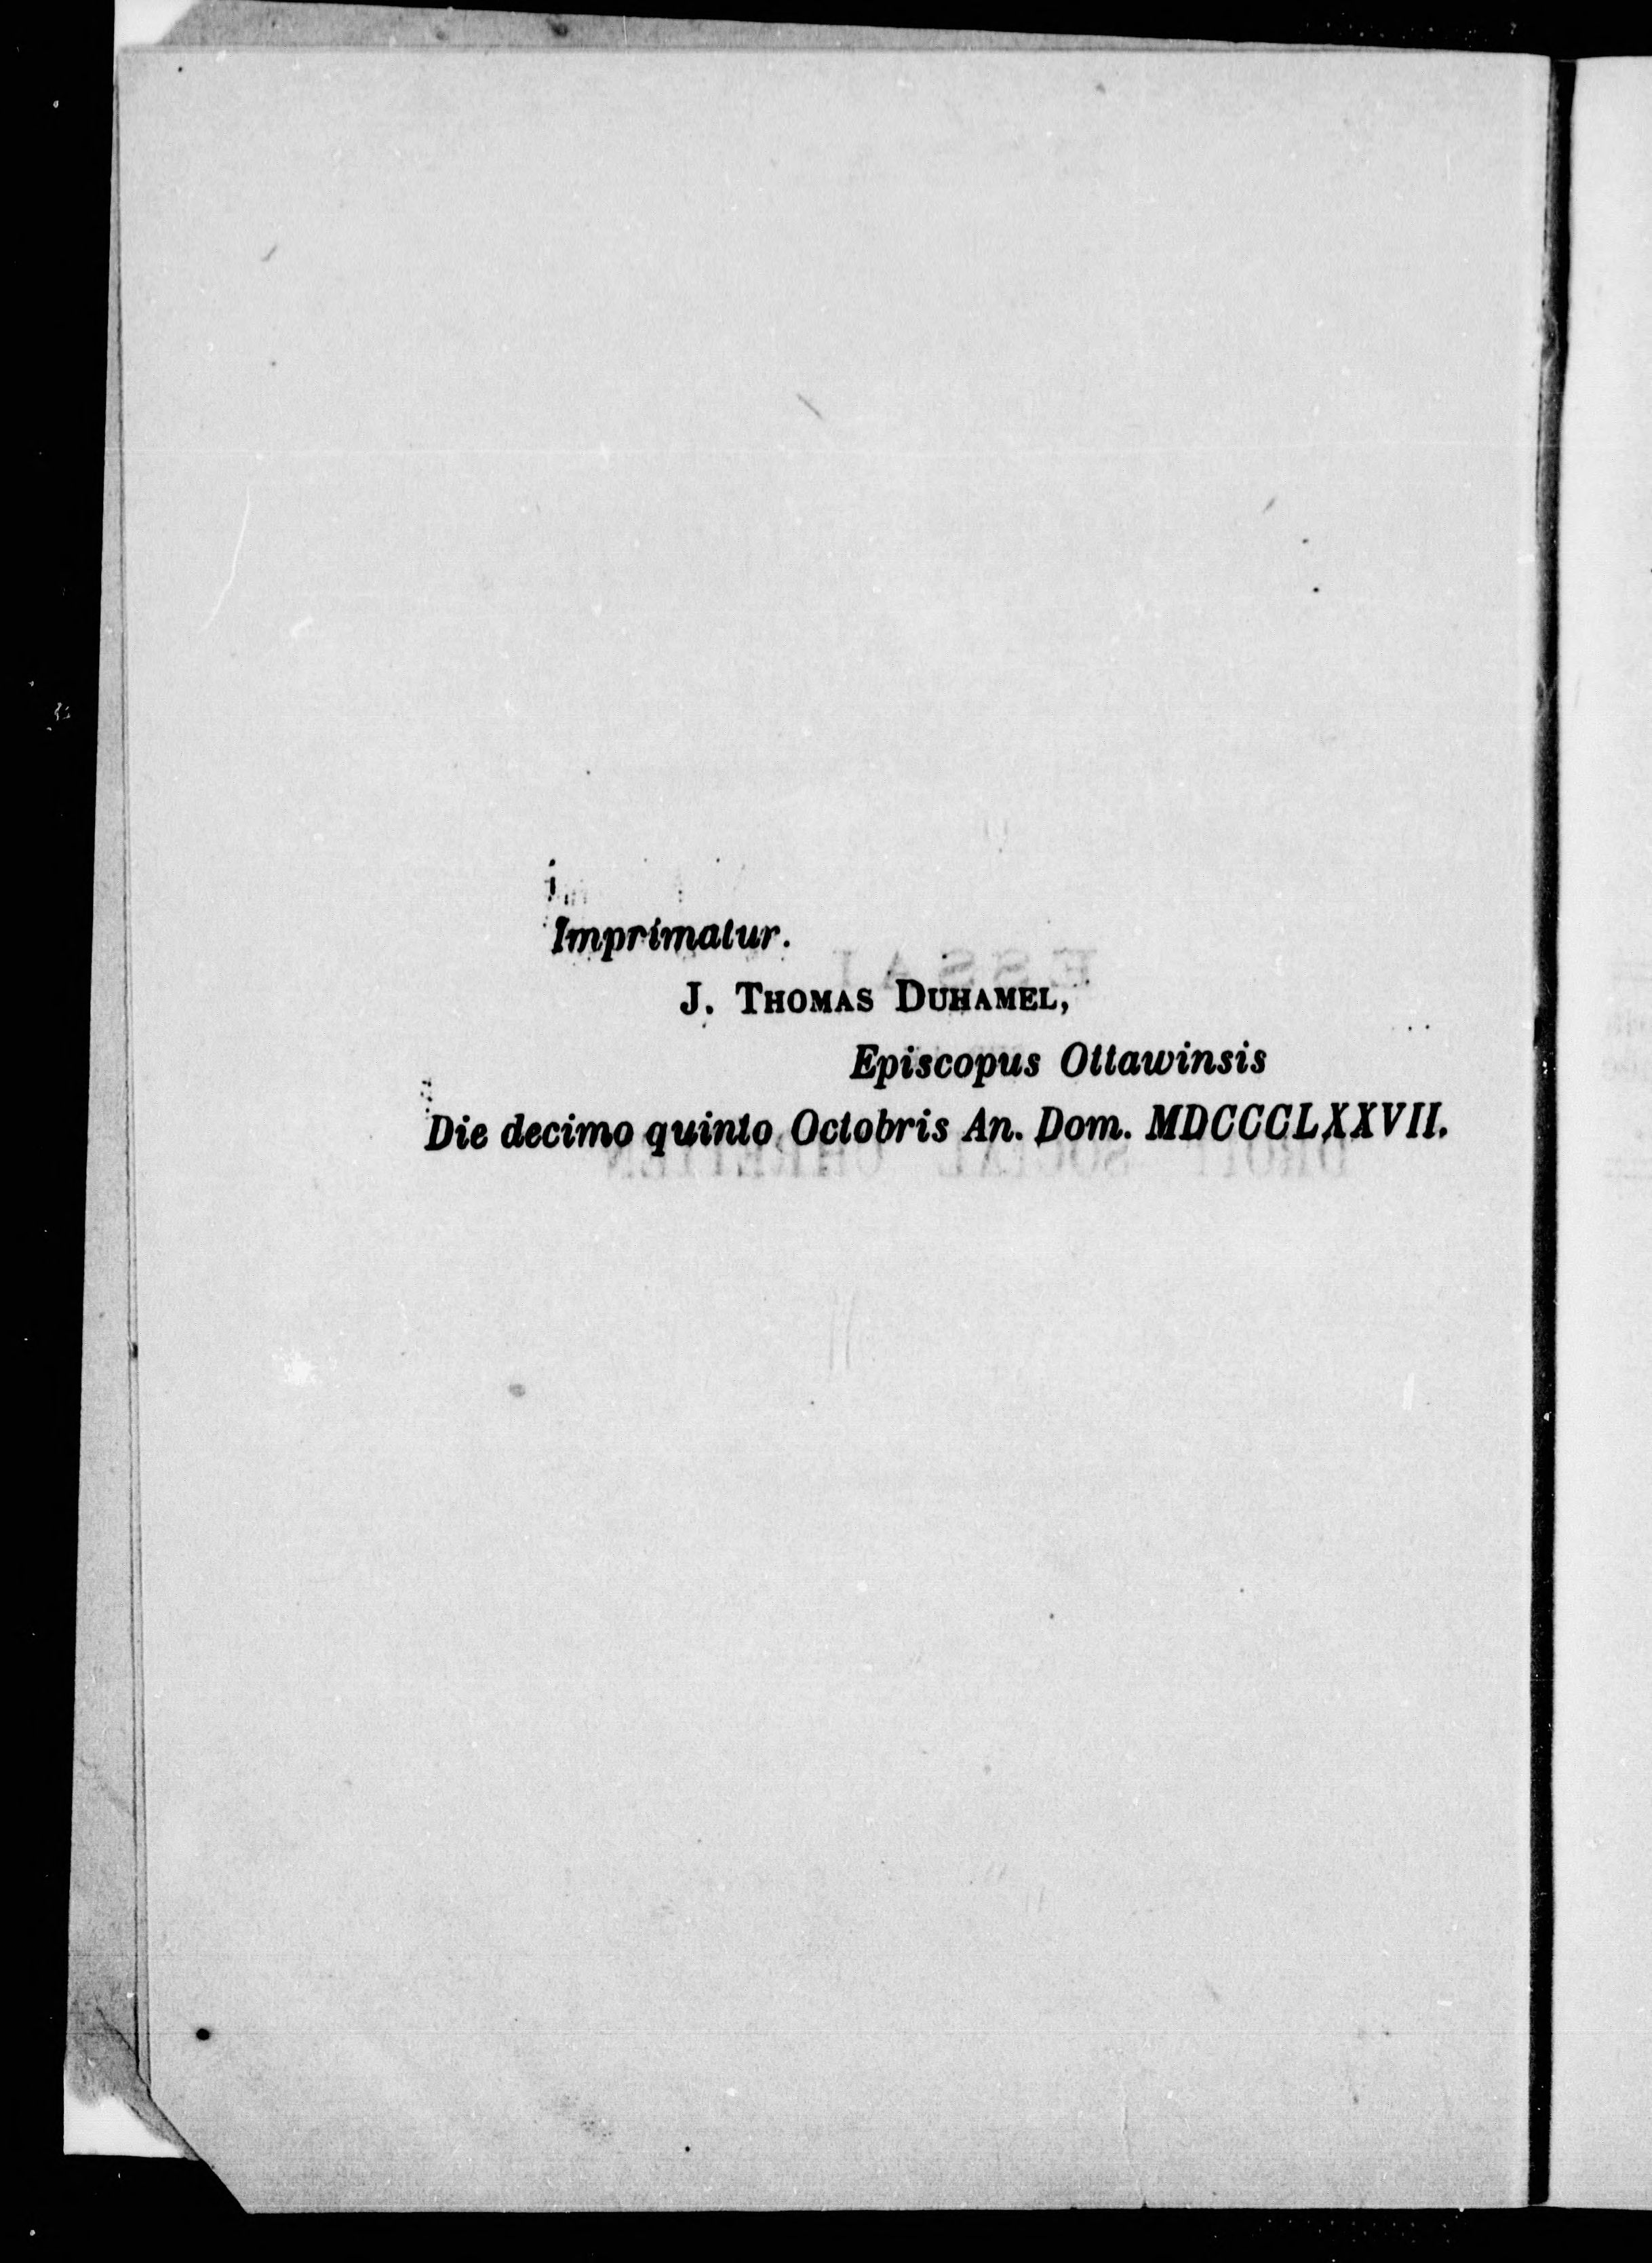 Imprimatur.
J. THOMAS DUHAMEL,
Episcopus Ottawinsis
Die decimo quinto Octobris An. Dom. MDCCCLXXVII.